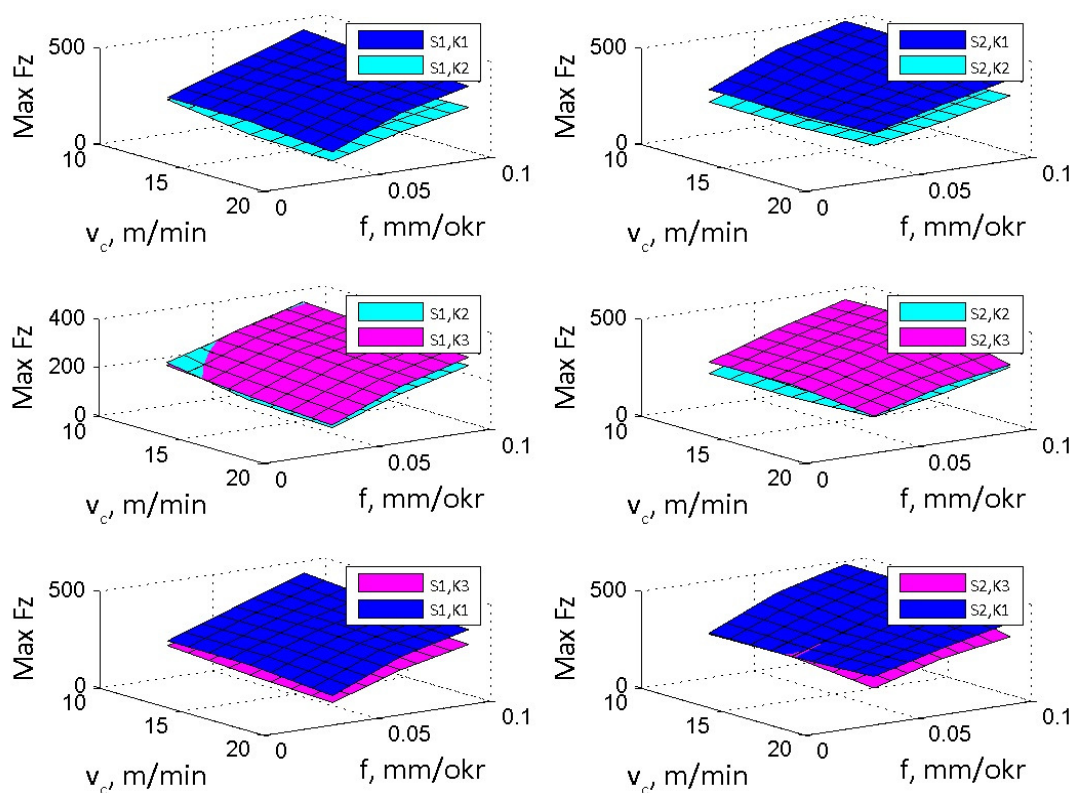 500
0
Max Fz
10
15
20
v_c, m/min
0
0.05
0.1
f, mm/okr
S1,K1
S1,K2
500
0
Max Fz
10
15
20
v_c, m/min
0
0.05
0.1
f, mm/okr
S2,K1
S2,K2
400
200
0
Max Fz
10
15
20
v_c, m/min
0
0.05
0.1
f, mm/okr
S1,K2
S1,K3
500
0
Max Fz
10
15
20
v_c, m/min
0
0.05
0.1
f, mm/okr
S2,K2
S2,K3
500
0
Max Fz
10
15
20
v_c, m/min
0
0.05
0.1
f, mm/okr
S1,K3
S1,K1
500
0
Max Fz
10
15
20
v_c, m/min
0
0.05
0.1
f, mm/okr
S2,K3
S2,K1